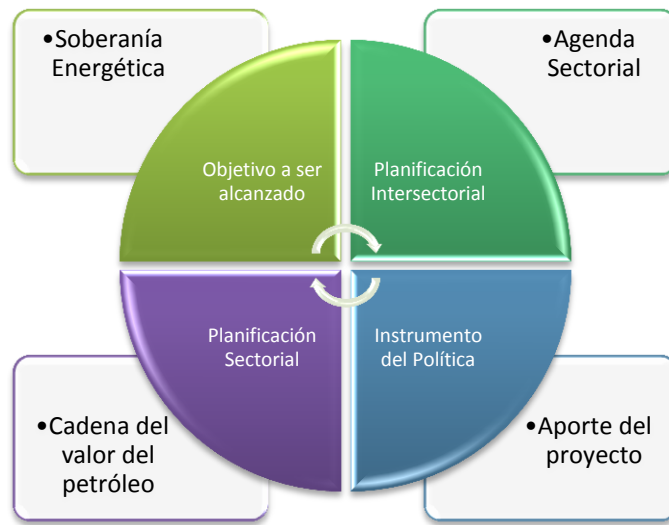 •Soberanía
Energética
•Agenda
Sectorial
Objetivo a ser
alcanzado
Planificación
Intersectorial
Planificación
Sectorial
Instrumento
del Política
•Cadena del
valor del
petróleo
•Aporte del
proyecto